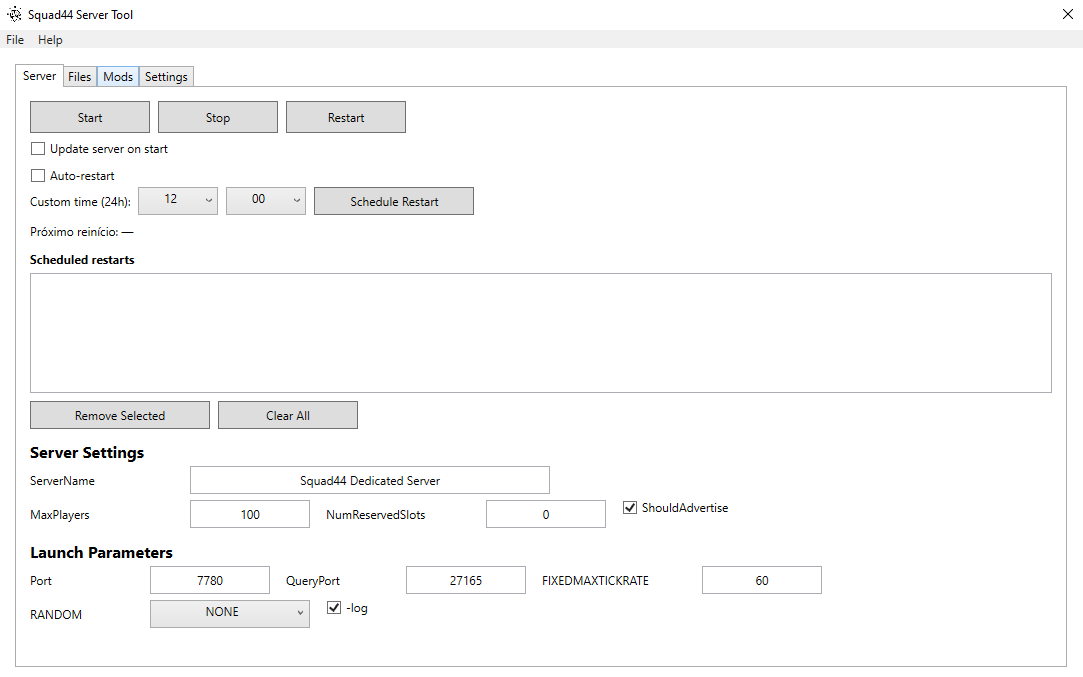 Squad44 Server Tool
File Help
Server Files Mods Settings
Start Stop Restart
Update server on start
Auto-restart
Custom time (24h): 12 00 Schedule Restart
Próximo reinício: —
Scheduled restarts
Remove Selected Clear All
Server Settings
ServerName Squad44 Dedicated Server
MaxPlayers 100 NumReservedSlots 0 ShouldAdvertise
Launch Parameters
Port 7780 QueryPort 27165 FIXEDMAXTICKRATE 60
RANDOM NONE -log